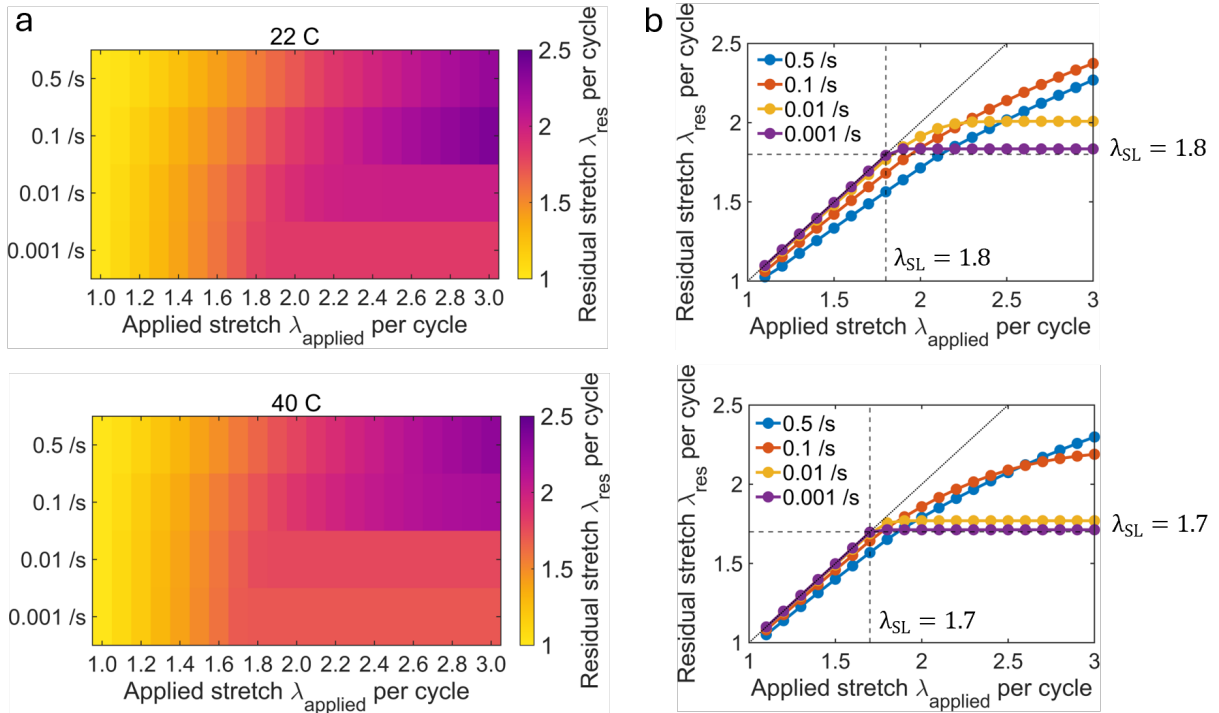 a
22 C
0.5 /s
0.1 /s
0.01 /s
0.001 /s
1.0 1.2 1.4 1.6 1.8 2.0 2.2 2.4 2.6 2.8 3.0
Applied stretch λapplied per cycle
2.5
2
1.5
1
Residual stretch λres per cycle
b
2.5
2
1.5
1
Residual stretch λres per cycle
0.5 /s
0.1 /s
0.01 /s
0.001 /s
λSL = 1.8
λSL = 1.8
1 1.5 2 2.5 3
Applied stretch λapplied per cycle
40 C
0.5 /s
0.1 /s
0.01 /s
0.001 /s
1.0 1.2 1.4 1.6 1.8 2.0 2.2 2.4 2.6 2.8 3.0
Applied stretch λapplied per cycle
2.5
2
1.5
1
Residual stretch λres per cycle
2.5
2
1.5
1
Residual stretch λres per cycle
0.5 /s
0.1 /s
0.01 /s
0.001 /s
λSL = 1.7
λSL = 1.7
1 1.5 2 2.5 3
Applied stretch λapplied per cycle